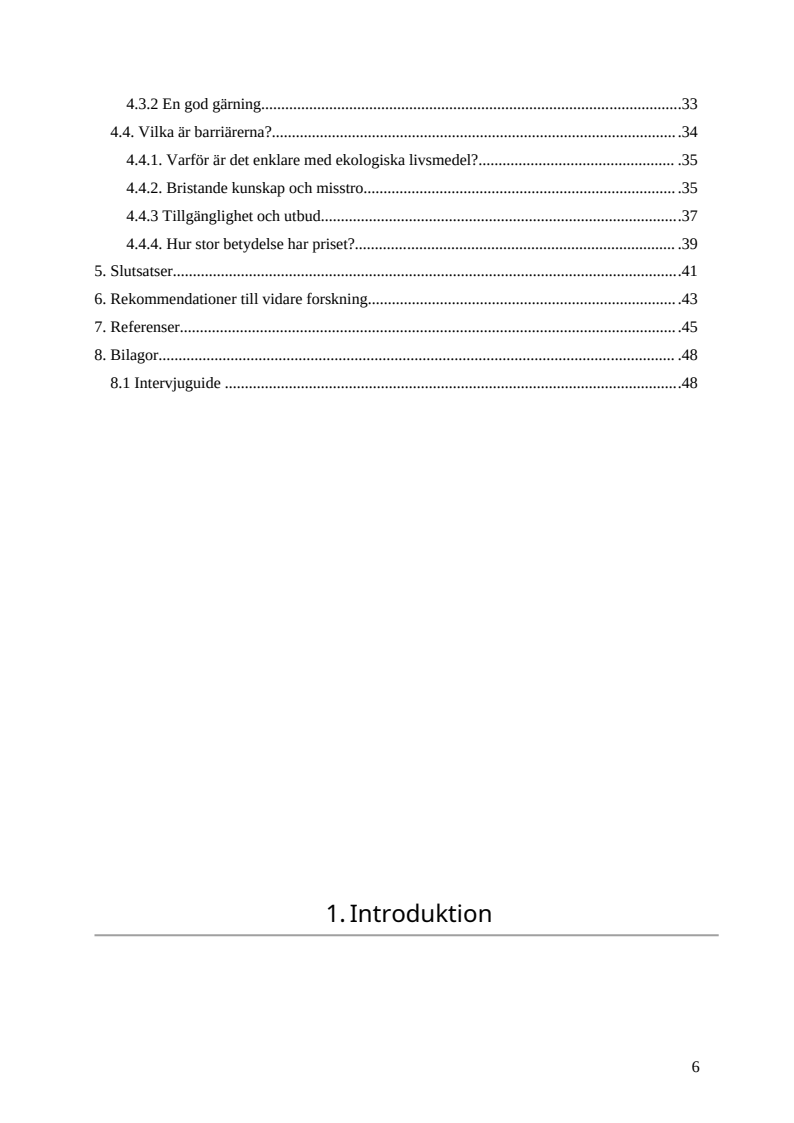 4.3.2 En god gärning.....................................................................................................33
4.4. Vilka är barriärerna?.....................................................................................................34
4.4.1. Varför är det enklare med ekologiska livsmedel?.................................................35
4.4.2. Bristande kunskap och misstro..............................................................................35
4.4.3 Tillgänglighet och utbud.........................................................................................37
4.4.4. Hur stor betydelse har priset?................................................................................39
5. Slutsatser.............................................................................................................................41
6. Rekommendationer till vidare forskning.............................................................................43
7. Referenser...........................................................................................................................45
8. Bilagor.................................................................................................................................48
8.1 Intervjuguide .................................................................................................................48
1. Introduktion
6